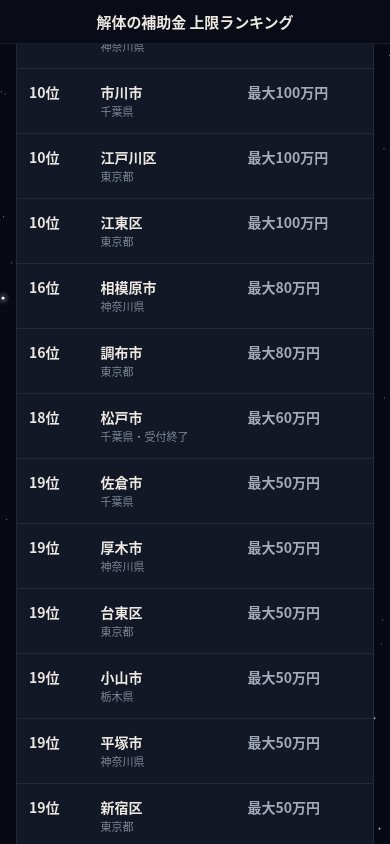 解体の補助金 上限ランキング
神奈川県
10位 市川市 最大100万円
千葉県
10位 江戸川区 最大100万円
東京都
10位 江東区 最大100万円
東京都
16位 相模原市 最大80万円
神奈川県
16位 調布市 最大80万円
東京都
18位 松戸市 最大60万円
千葉県・受付終了
19位 佐倉市 最大50万円
千葉県
19位 厚木市 最大50万円
神奈川県
19位 台東区 最大50万円
東京都
19位 小山市 最大50万円
栃木県
19位 平塚市 最大50万円
神奈川県
19位 新宿区 最大50万円
東京都